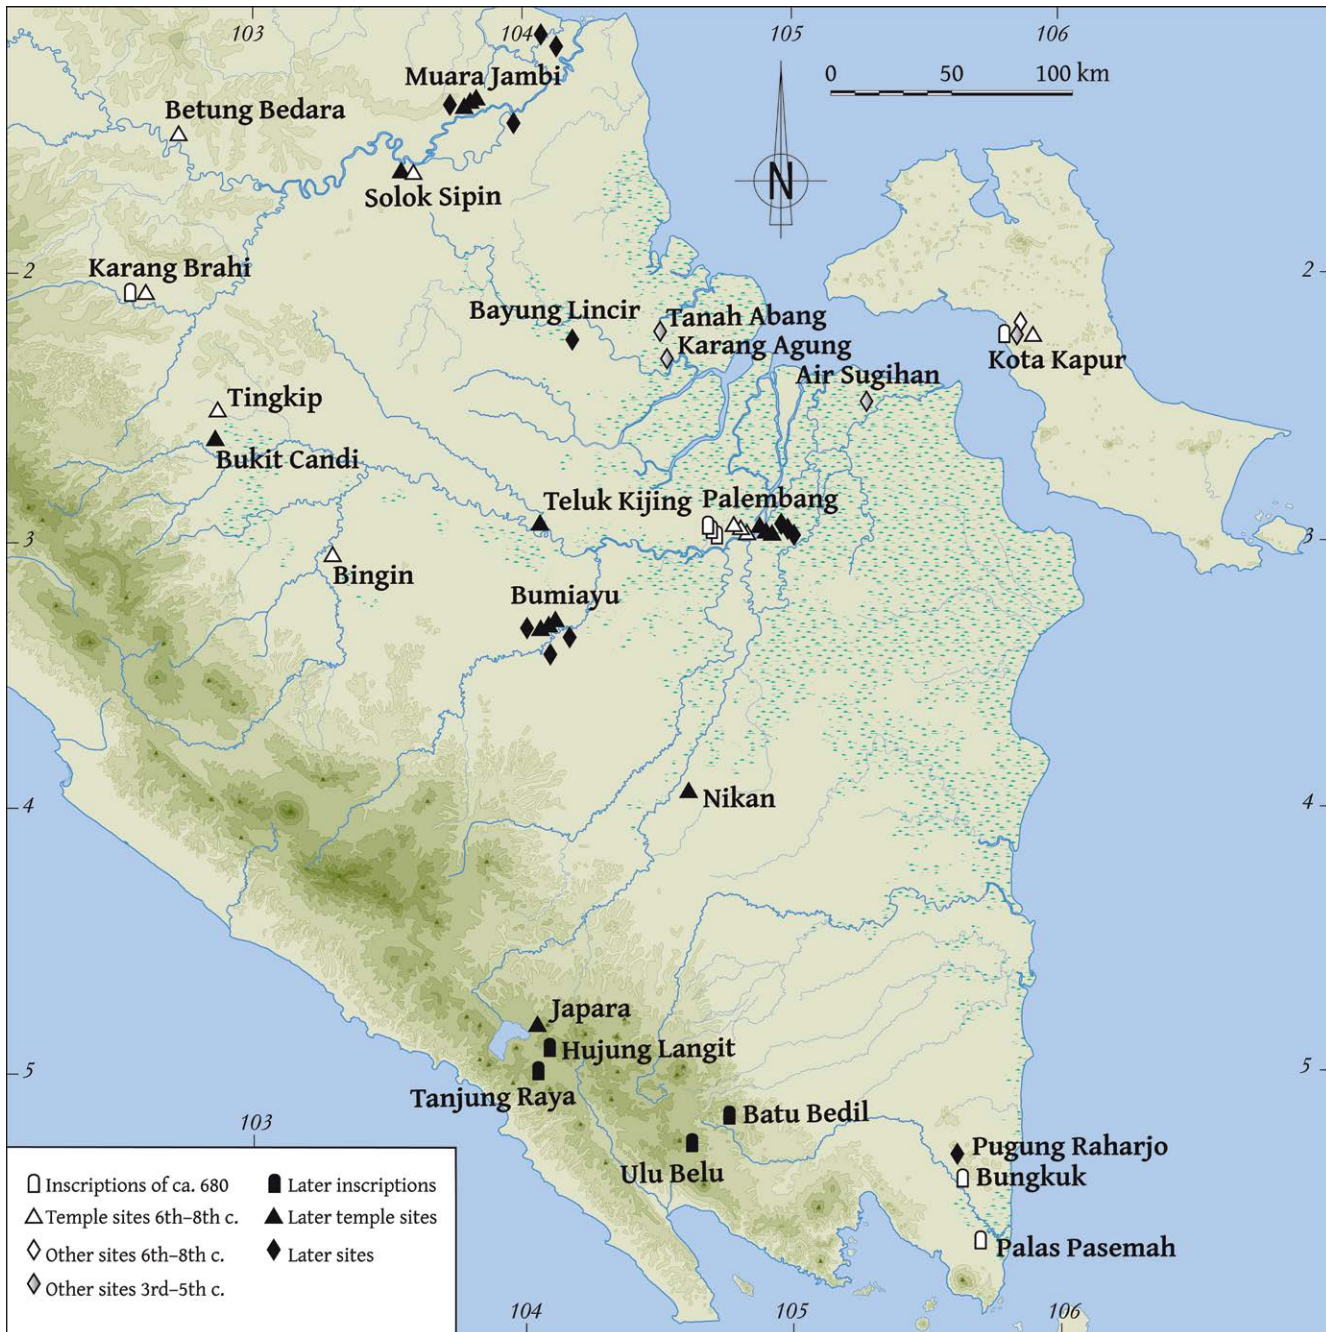 103
104
105
106
0
50
100 km
Muara Jambi
Betung Bedara
N
Solok Sipin
2
Karang Brahi
2
Bayung Lincir
Tanah Abang
Karang Agung
Kota Kapur
Air Sugihan
Tingkip
Bukit Candi
Teluk Kijing
Palembang
3
3
Bingin
Bumiayu
4
Nikan
4
Japara
Hujung Langit
5
5
Tanjung Raya
Batu Bedil
103
Pugung Raharjo
Ulu Belu
Bungkuk
Palas Pasemah
Inscriptions of ca. 680
Later inscriptions
Temple sites 6th–8th c.
Later temple sites
Other sites 6th–8th c.
Later sites
Other sites 3rd–5th c.
104
105
106